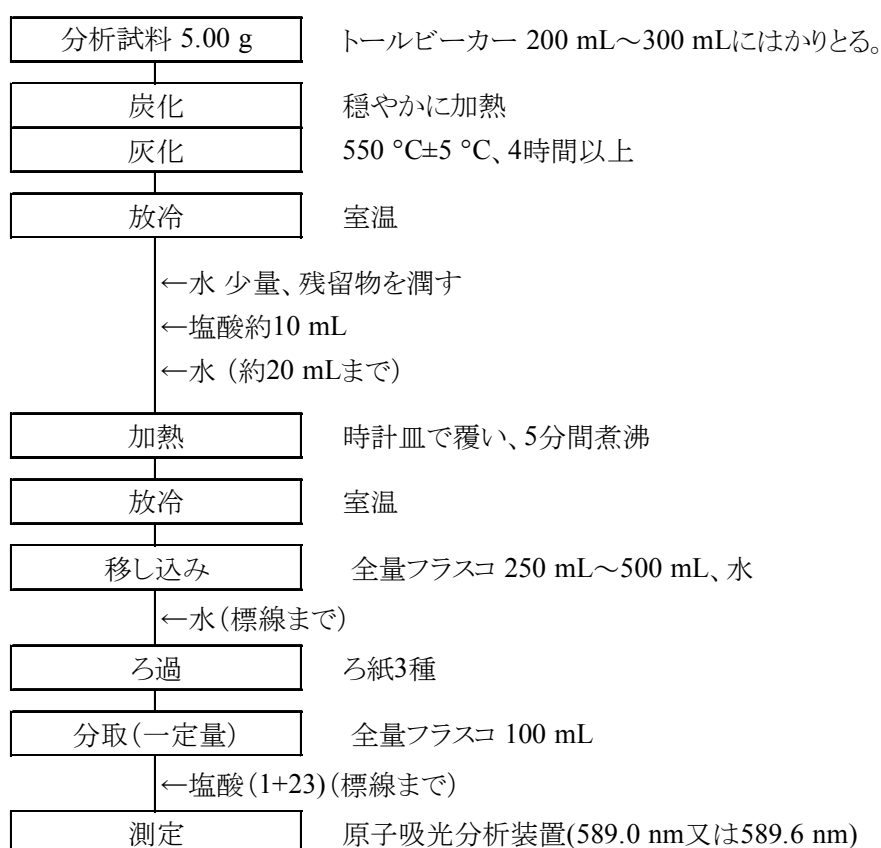 分析試料 5.00 g トールビーカー 200 mL～300 mLにはかりとる。
炭化 穏やかに加熱
灰化 550 °C±5 °C、4時間以上
放冷 室温
←水 少量、残留物を潤す
←塩酸約10 mL
←水（約20 mLまで）
加熱 時計皿で覆い、5分間煮沸
放冷 室温
移し込み 全量フラスコ 250 mL～500 mL、水
←水（標線まで）
ろ過 ろ紙3種
分取（一定量） 全量フラスコ 100 mL
←塩酸（1+23）（標線まで）
測定 原子吸光分析装置(589.0 nm又は589.6 nm)